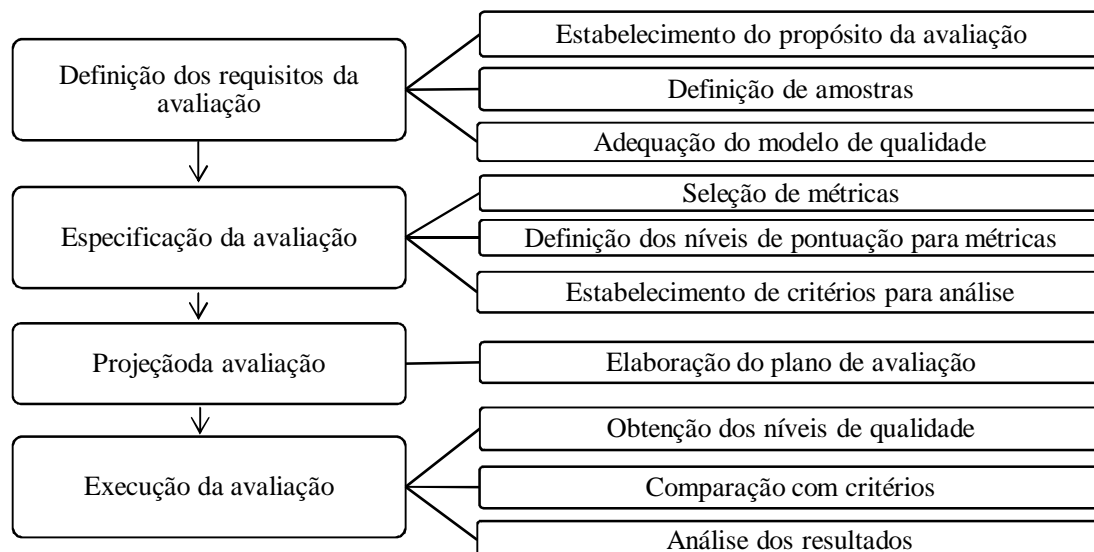 Definição dos requisitos da
avaliação
Estabelecimento do propósito da avaliação
Definição de amostras
Adequação do modelo de qualidade
Especificação da avaliação
Seleção de métricas
Definição dos níveis de pontuação para métricas
Estabelecimento de critérios para análise
Projeçãoda avaliação
Elaboração do plano de avaliação
Execução da avaliação
Obtenção dos níveis de qualidade
Comparação com critérios
Análise dos resultados